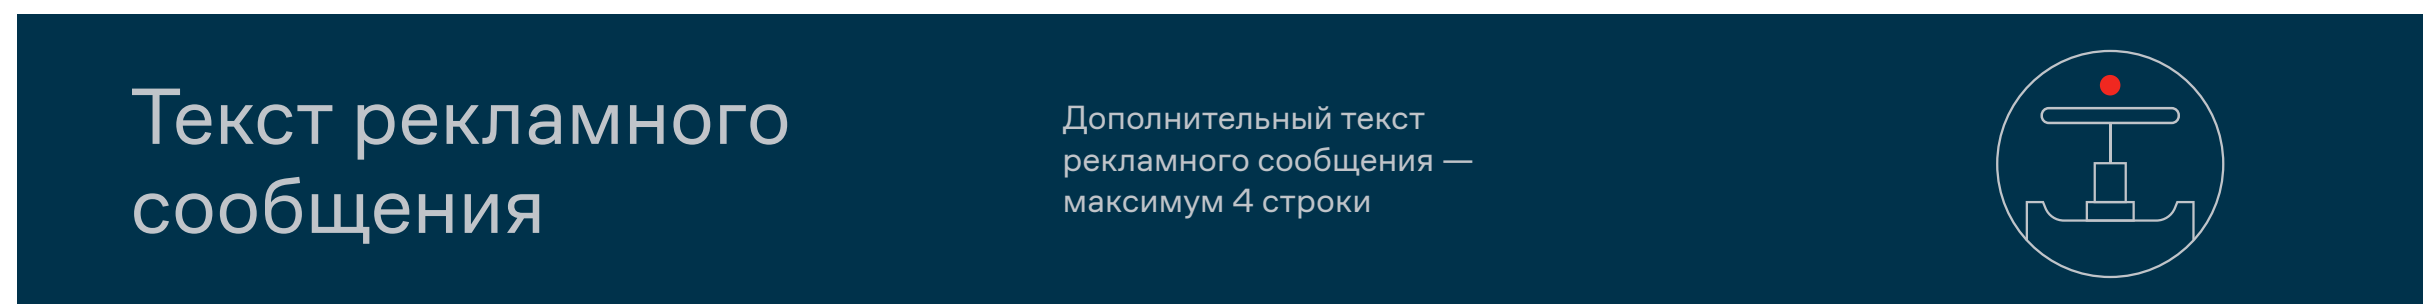 Текст рекламного
сообщения
Дополнительный текст
рекламного сообщения —
максимум 4 строки